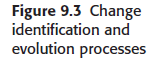 Figure 9.3 Change
identification and
evolution processes